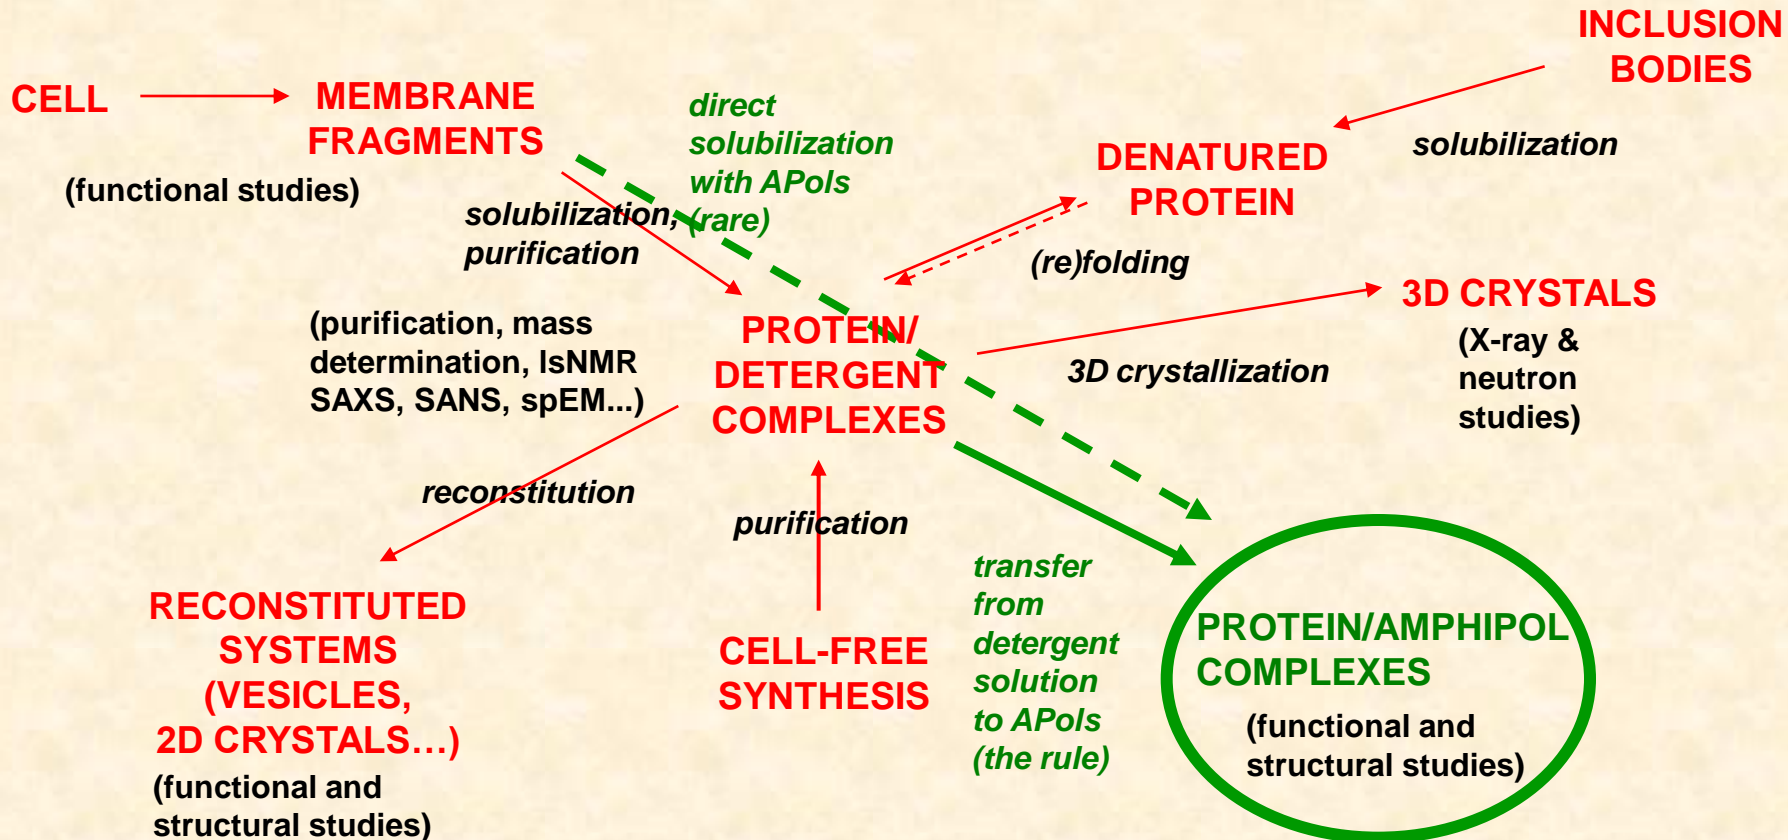 INCLUSION
BODIES
CELL
MEMBRANE
FRAGMENTS
(functional studies)
direct
solubilization
with APols
(rare)
solubilization,
purification
DENATURED
PROTEIN
solubilization
(re)folding
3D CRYSTALS
(X-ray &
neutron
studies)
3D crystallization
(purification, mass
determination, lsNMR
SAXS, SANS, spEM...)
PROTEIN/
DETERGENT
COMPLEXES
reconstitution
purification
RECONSTITUTED
SYSTEMS
(VESICLES,
2D CRYSTALS…)
(functional and
structural studies)
CELL-FREE
SYNTHESIS
transfer
from
detergent
solution
to APols
(the rule)
PROTEIN/AMPHIPOL
COMPLEXES
(functional and
structural studies)